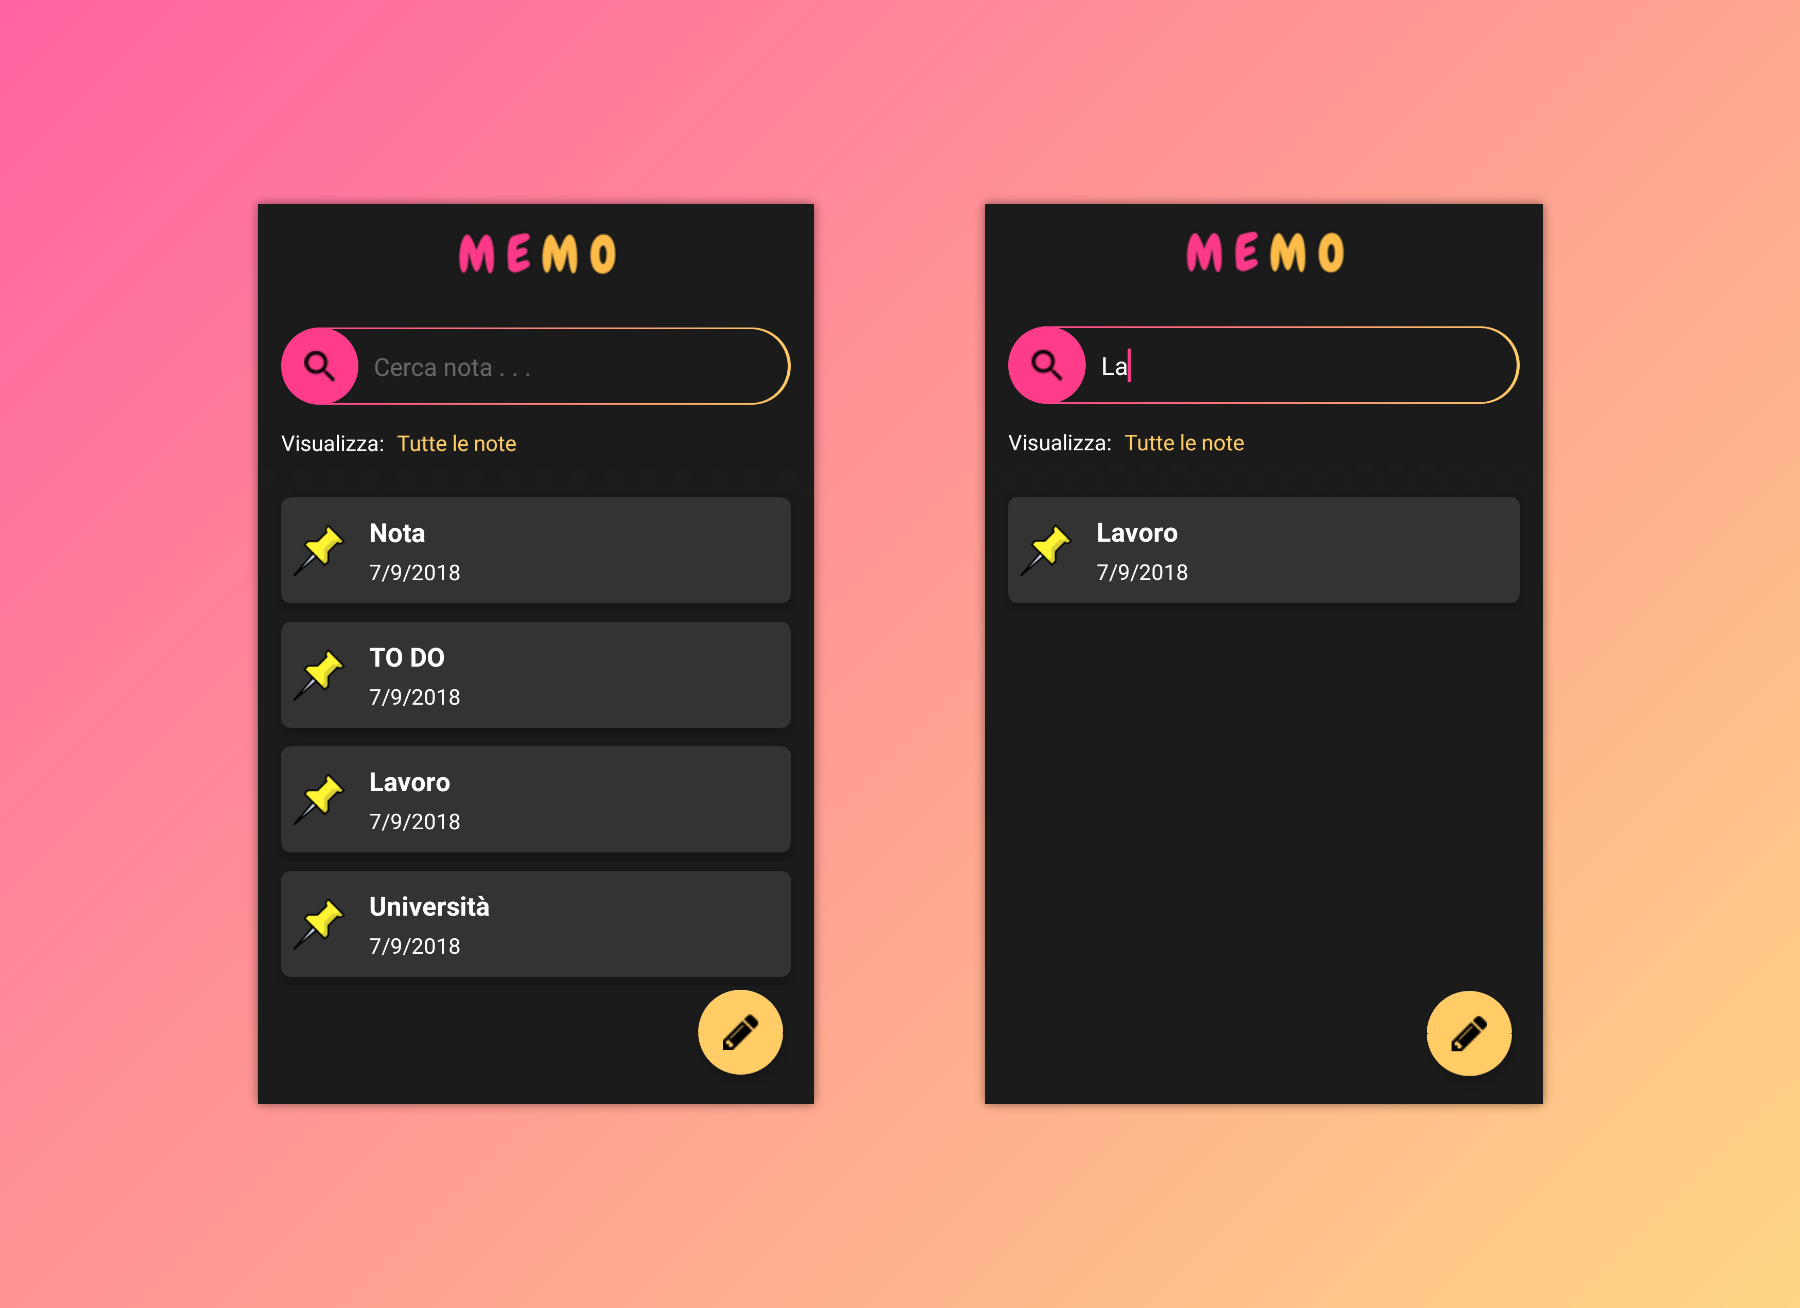 MEMO
Cerca nota . . .
Visualizza: Tutte le note
Nota
7/9/2018
TO DO
7/9/2018
Lavoro
7/9/2018
Università
7/9/2018
MEMO
La
Visualizza: Tutte le note
Lavoro
7/9/2018